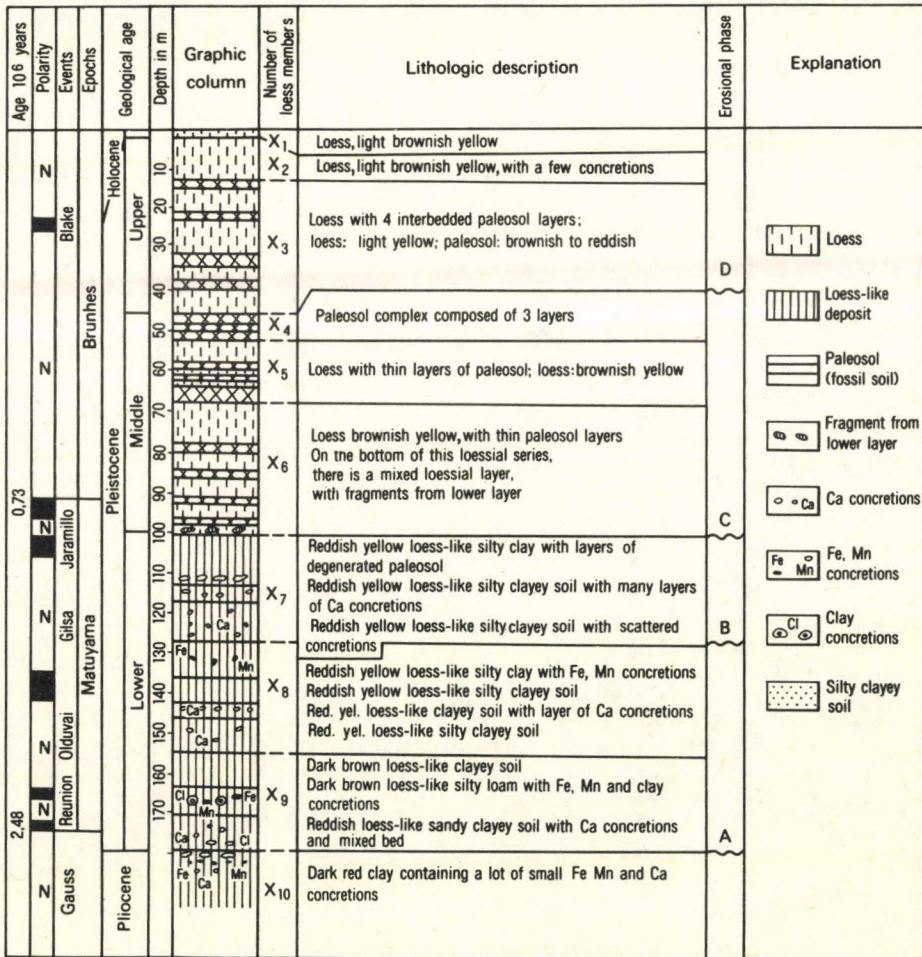 Age 10⁶ years
Polarity
Events
Epochs
Geological age
Depth in m
Graphic
column
Number of
loess member's
Lithologic description
Erosional phase
Explanation
0,73
2,48
N
N
N
N
N
N
N
Blake
Jaramillo
Gilsa
Olduvai
Reunion
Brunhes
Matuyama
Gauss
Holocene
Pleistocene
Upper
Middle
Lower
Pliocene
10
20
30
40
50
60
70
80
90
100
110
120
130
140
150
160
170
Ca
Fe
Mn
Ca
Ca
Cl
Fe
Mn
Ca
Cl
Fe
Mn
Ca
X₁
Loess, light brownish yellow
X₂
Loess, light brownish yellow, with a few concretions
X₃
Loess with 4 interbedded paleosol layers;
loess: light yellow; paleosol: brownish to reddish
D
X₄
Paleosol complex composed of 3 layers
X₅
Loess with thin layers of paleosol; loess: brownish yellow
X₆
Loess brownish yellow, with thin paleosol layers
On tne bottom of this loessial series,
there is a mixed loessial layer,
with fragments from lower layer
C
X₇
Reddish yellow loess-like silty clay with layers of
degenerated paleosol
Reddish yellow loess-like silty clayey soil with many layers
of Ca concretions
Reddish yellow loess-like silty clayey soil with scattered
concretions
B
X₈
Reddish yellow loess-like silty clay with Fe, Mn concretions
Reddish yellow loess-like silty clayey soil
Red. yel. loess-like clayey soil with layer of Ca concretions
Red. yel. loess-like silty clayey soil
X₉
Dark brown loess-like clayey soil
Dark brown loess-like silty loam with Fe, Mn and clay
concretions
Reddish loess-like sandy clayey soil with Ca concretions
and mixed bed
A
X₁₀
Dark red clay containing a lot of small Fe Mn and Ca
concretions
Loess
Loess-like
deposit
Paleosol
(fossil soil)
Fragment from
lower layer
Ca
Ca concretions
Fe
Mn
Fe, Mn
concretions
Cl
Clay
concretions
Silty clayey
soil